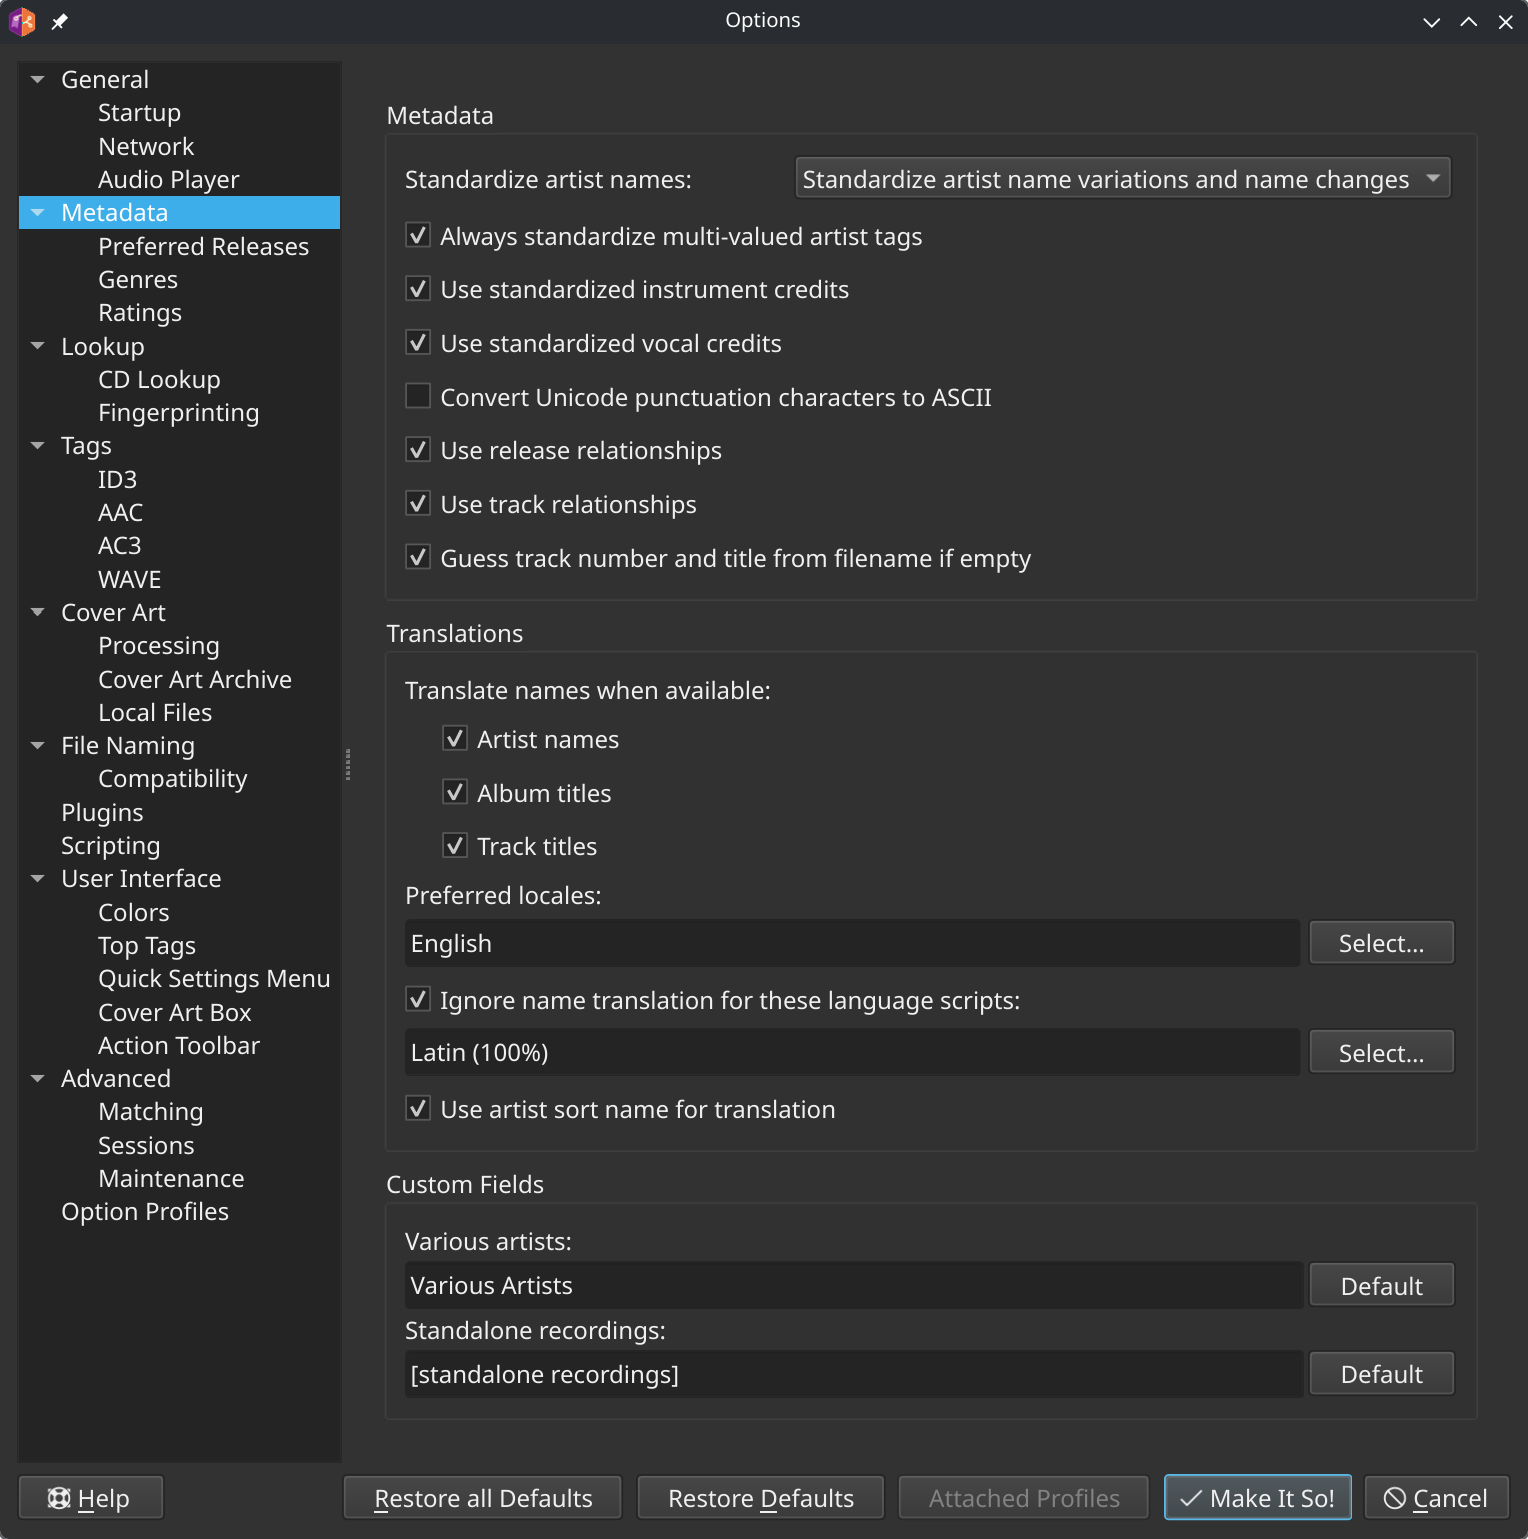 Options
General
Startup
Network
Audio Player
Metadata
Preferred Releases
Genres
Ratings
Lookup
CD Lookup
Fingerprinting
Tags
ID3
AAC
AC3
WAVE
Cover Art
Processing
Cover Art Archive
Local Files
File Naming
Compatibility
Plugins
Scripting
User Interface
Colors
Top Tags
Quick Settings Menu
Cover Art Box
Action Toolbar
Advanced
Matching
Sessions
Maintenance
Option Profiles
Metadata
Standardize artist names: Standardize artist name variations and name changes
Always standardize multi-valued artist tags
Use standardized instrument credits
Use standardized vocal credits
Convert Unicode punctuation characters to ASCII
Use release relationships
Use track relationships
Guess track number and title from filename if empty
Translations
Translate names when available:
Artist names
Album titles
Track titles
Preferred locales:
English Select...
Ignore name translation for these language scripts:
Latin (100%) Select...
Use artist sort name for translation
Custom Fields
Various artists:
Various Artists Default
Standalone recordings:
[standalone recordings] Default
Help Restore all Defaults Restore Defaults Attached Profiles Make It So! Cancel